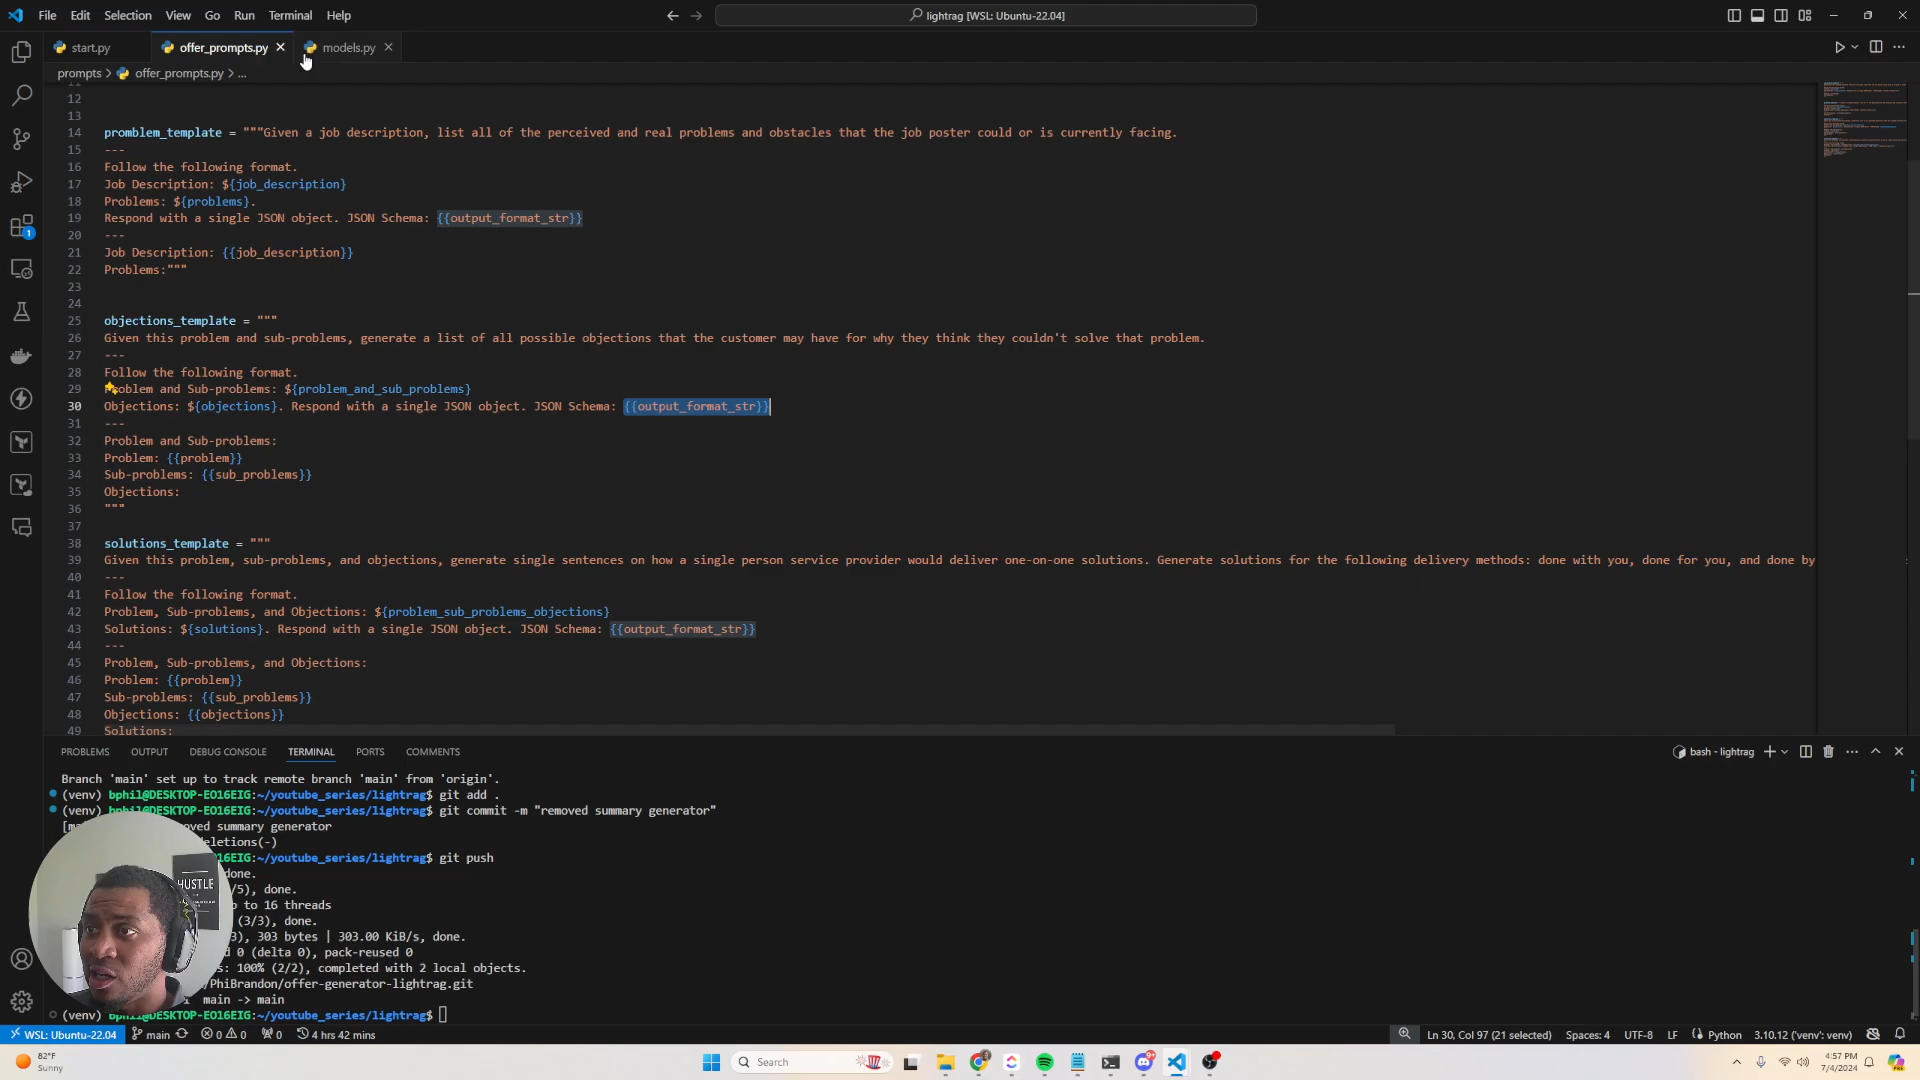 File Edit Selection View Go Run Terminal Help
lightrag [WSL: Ubuntu-22.04]
start.py offer_prompts.py models.py
prompts > offer_prompts.py > ...
12
13
14 promblem_template = """Given a job description, list all of the perceived and real problems and obstacles that the job poster could or is currently facing.
15 ---
16 Follow the following format.
17 Job Description: ${job_description}
18 Problems: ${problems}.
19 Respond with a single JSON object. JSON Schema: {{output_format_str}}
20 ---
21 Job Description: {{job_description}}
22 Problems:"""
23
24
25 objections_template = """
26 Given this problem and sub-problems, generate a list of all possible objections that the customer may have for why they think they couldn't solve that problem.
27 ---
28 Follow the following format.
29 Problem and Sub-problems: ${problem_and_sub_problems}
30 Objections: ${objections}. Respond with a single JSON object. JSON Schema: {{output_format_str}}
31 ---
32 Problem and Sub-problems:
33 Problem: {{problem}}
34 Sub-problems: {{sub_problems}}
35 Objections:
36 """
37
38 solutions_template = """
39 Given this problem, sub-problems, and objections, generate single sentences on how a single person service provider would deliver one-on-one solutions. Generate solutions for the following delivery methods: done with you, done for you, and done by
40 ---
41 Follow the following format.
42 Problem, Sub-problems, and Objections: ${problem_sub_problems_objections}
43 Solutions: ${solutions}. Respond with a single JSON object. JSON Schema: {{output_format_str}}
44 ---
45 Problem, Sub-problems, and Objections:
46 Problem: {{problem}}
47 Sub-problems: {{sub_problems}}
48 Objections: {{objections}}
49 Solutions:
PROBLEMS OUTPUT DEBUG CONSOLE TERMINAL PORTS COMMENTS
bash - lightrag
Branch 'main' set up to track remote branch 'main' from 'origin'.
(venv) bphil@DESKTOP-EO16EIG:~/youtube_series/lightrag$ git add .
(venv) bphil@DESKTOP-EO16EIG:~/youtube_series/lightrag$ git commit -m "removed summary generator"
summary generator
(-)
16EIG:~/youtube_series/lightrag$ git push
done.
/5), done.
to 16 threads
(3/3), done.
303 bytes | 303.00 KiB/s, done.
0 (delta 0), pack-reused 0
100% (2/2), completed with 2 local objects.
/PhiBrandon/offer-generator-lightrag.git
main -> main
(venv) bphil@DESKTOP-EO16EIG:~/youtube_series/lightrag$
HUSTLE
WSL: Ubuntu-22.04 main 0 0 0 4 hrs 42 mins
Ln 30, Col 97 (21 selected) Spaces: 4 UTF-8 LF Python 3.10.12 ('venv': venv)
82°F
Sunny
Search
4:57 PM
7/4/2024